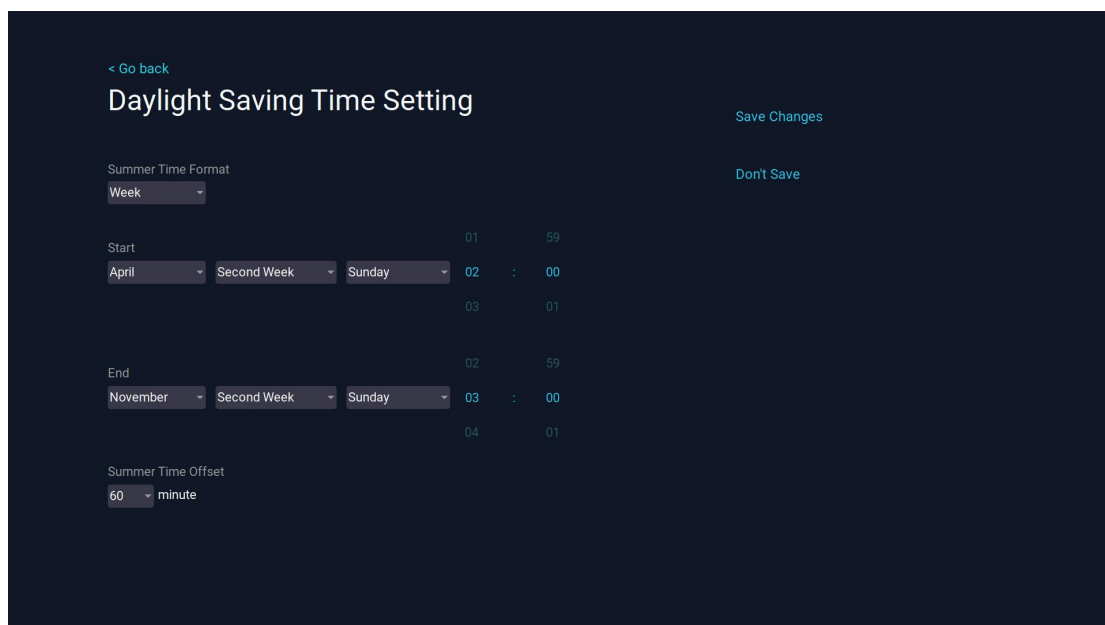 < Go back
Daylight Saving Time Setting
Save Changes
Summer Time Format
Don't Save
Week
01 59
Start
April Second Week Sunday 02 : 00
03 01
02 59
End
November Second Week Sunday 03 : 00
04 01
Summer Time Offset
60 minute